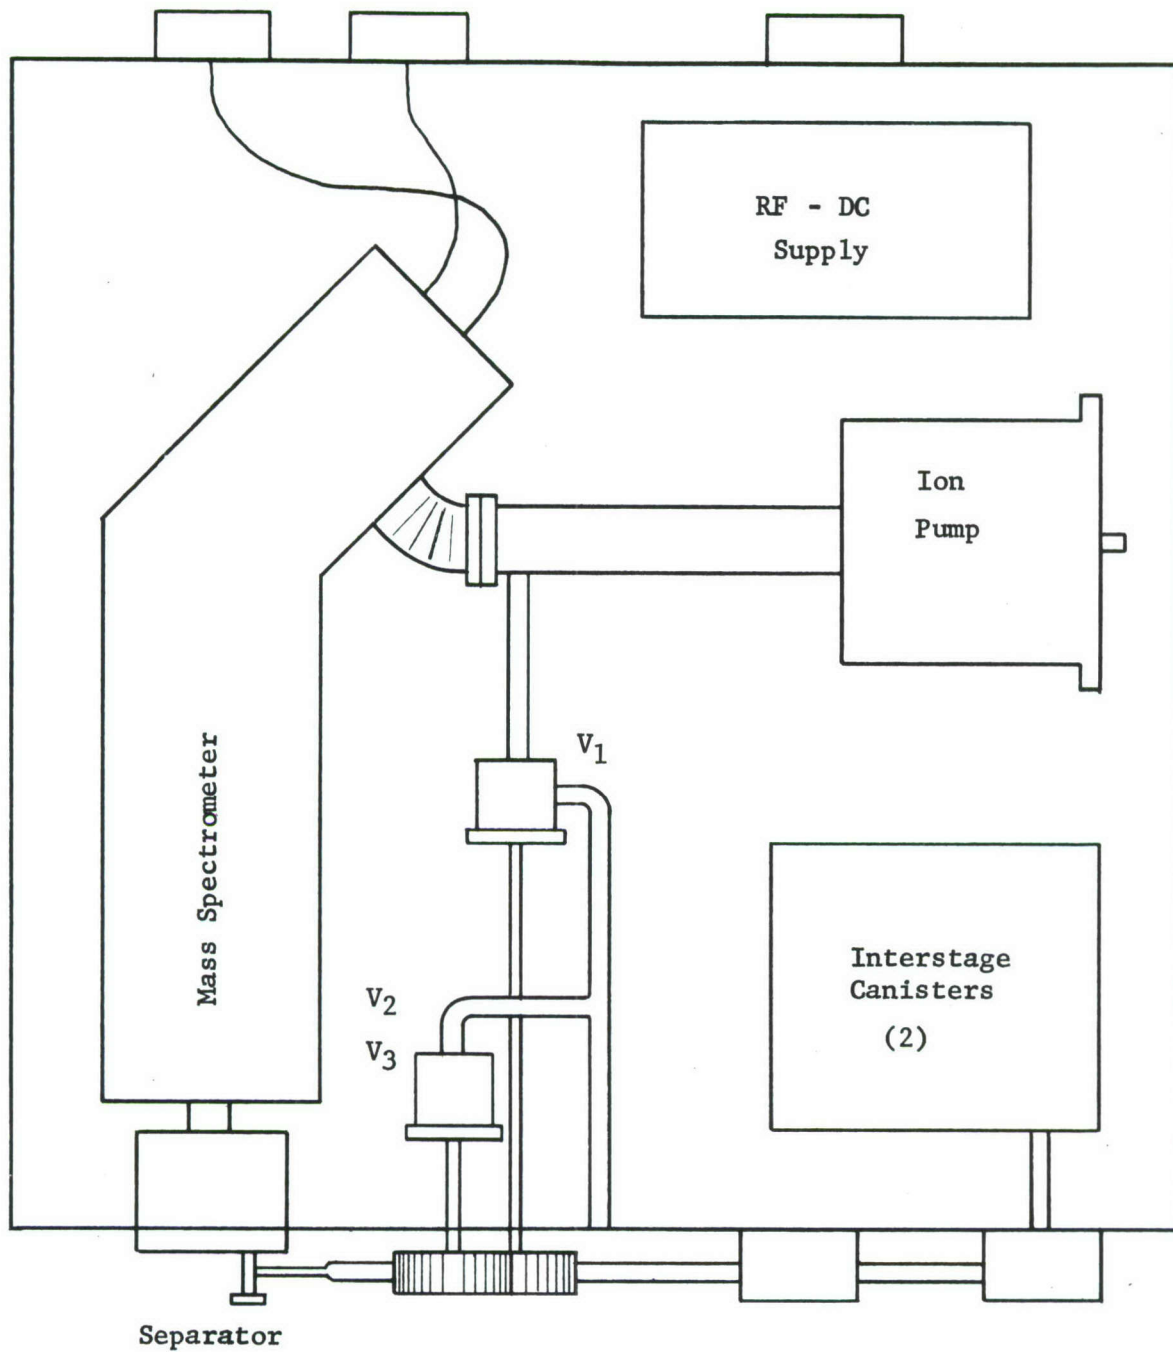 RF - DC
Supply
Ion
Pump
V1
Mass Spectrometer
Interstage
Canisters
(2)
V2
V3
Separator